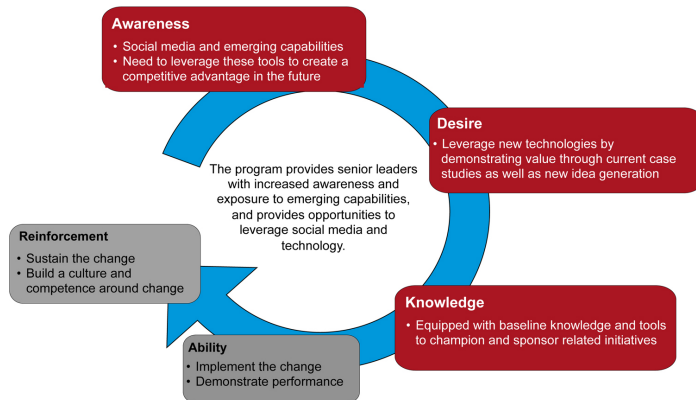 Awareness
• Social media and emerging capabilities
• Need to leverage these tools to create a
competitive advantage in the future
Desire
• Leverage new technologies by
demonstrating value through current case
studies as well as new idea generation
The program provides senior leaders
with increased awareness and
exposure to emerging capabilities,
and provides opportunities to
leverage social media and
technology.
Knowledge
• Equipped with baseline knowledge and tools
to champion and sponsor related initiatives
Ability
• Implement the change
• Demonstrate performance
Reinforcement
• Sustain the change
• Build a culture and
competence around change